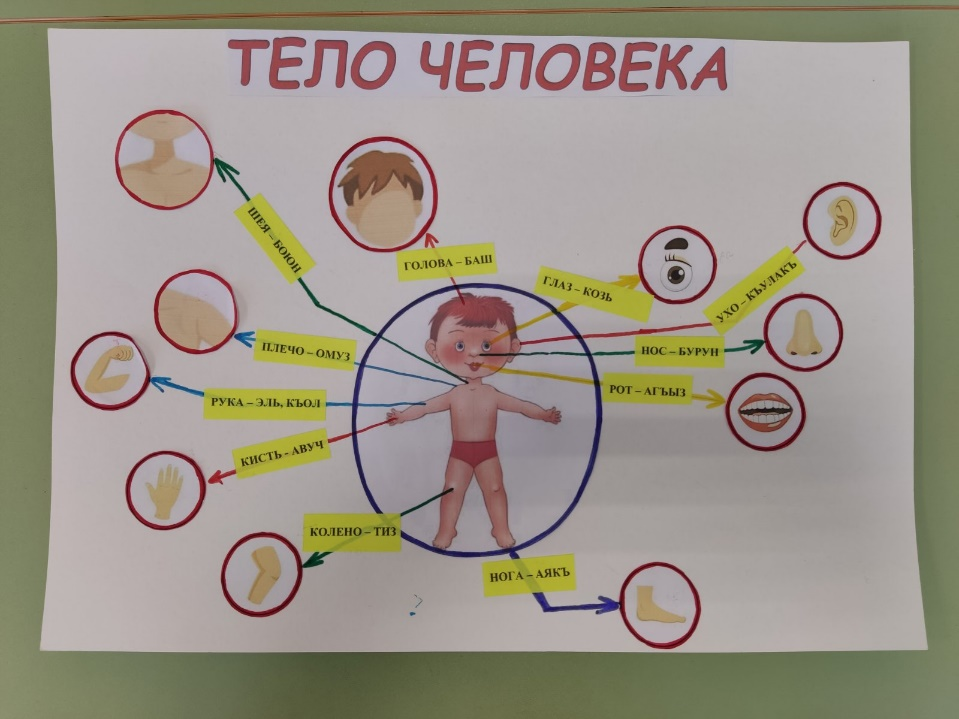 ТЕЛО ЧЕЛОВЕКА
ШЕЯ – БОЮН
ГОЛОВА – БАШ
ГЛАЗ – КОЗЬ
УХО – КЪУЛАКЪ
ПЛЕЧО – ОМУЗ
НОС – БУРУН
РУКА – ЭЛЬ, КЪОЛ
РОТ – АГЪЫЗ
КИСТЬ - АВУЧ
КОЛЕНО – ТИЗ
НОГА – АЯКЪ